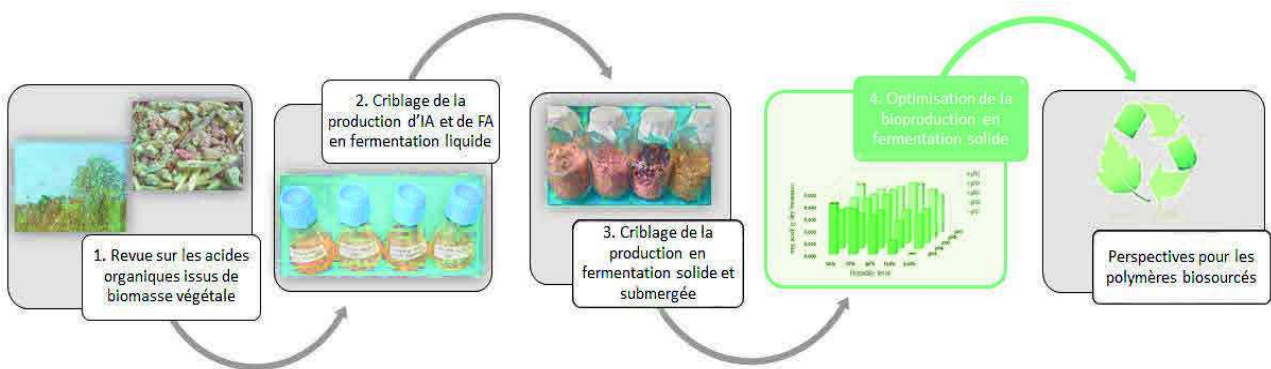 1. Revue sur les acides
organiques issus de
biomasse végétale
2. Criblage de la
production d'IA et de FA
en fermentation liquide
3. Criblage de la
production en
fermentation solide et
submergée
4. Optimisation de la
bioproduction en
fermentation solide
Perspectives pour les
polymères biosourcés